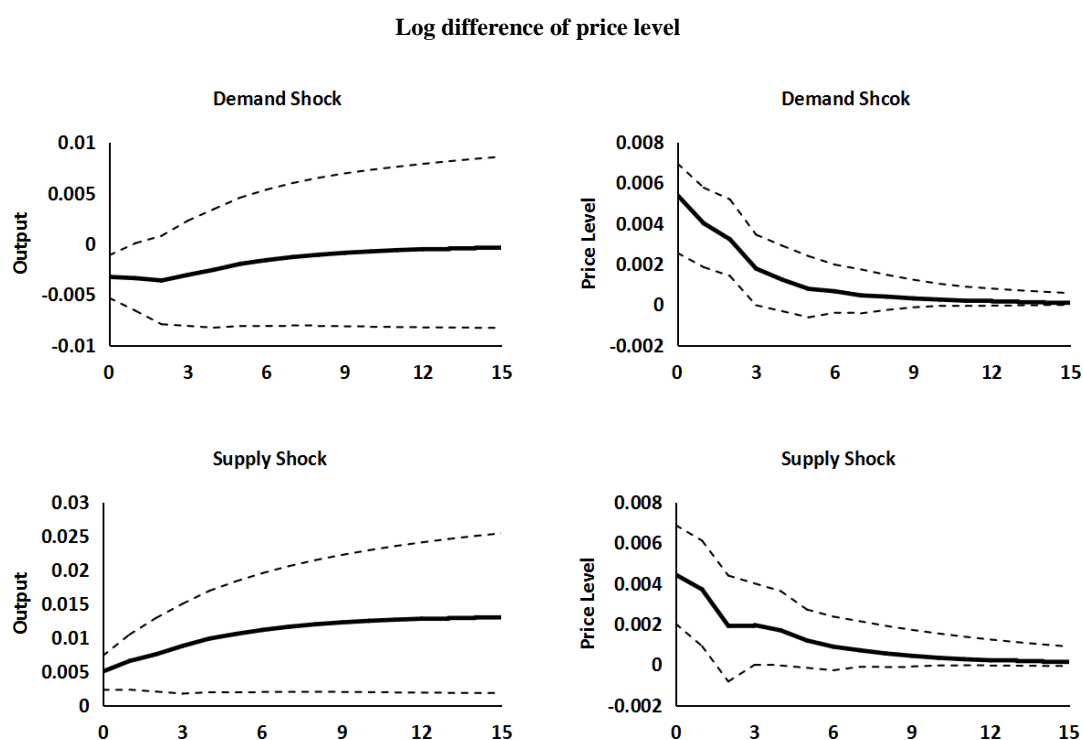 Log difference of price level
Demand Shock
0.01
0.005
0
-0.005
-0.01
Output
0 3 6 9 12 15
Demand Shcok
0.008
0.006
0.004
0.002
0
-0.002
Price Level
0 3 6 9 12 15
Supply Shock
0.03
0.025
0.02
0.015
0.01
0.005
0
Output
0 3 6 9 12 15
Supply Shock
0.008
0.006
0.004
0.002
0
-0.002
Price Level
0 3 6 9 12 15